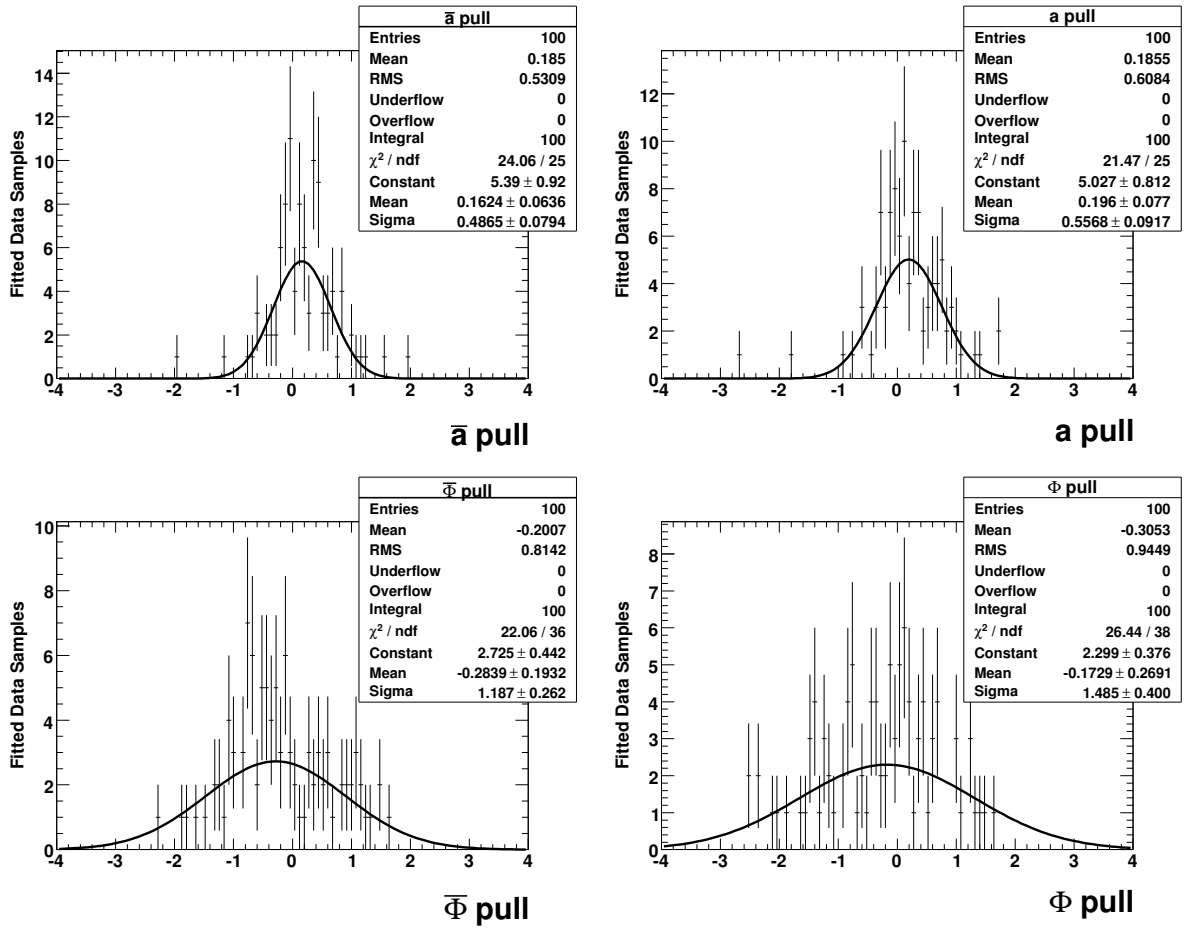 a̅ pull
Entries 100
Mean 0.185
RMS 0.5309
Underflow 0
Overflow 0
Integral 100
χ² / ndf 24.06 / 25
Constant 5.39 ± 0.92
Mean 0.1624 ± 0.0636
Sigma 0.4865 ± 0.0794
Fitted Data Samples
14
12
10
8
6
4
2
0
-4 -3 -2 -1 0 1 2 3 4
a̅ pull
a pull
Entries 100
Mean 0.1855
RMS 0.6084
Underflow 0
Overflow 0
Integral 100
χ² / ndf 21.47 / 25
Constant 5.027 ± 0.812
Mean 0.196 ± 0.077
Sigma 0.5568 ± 0.0917
Fitted Data Samples
12
10
8
6
4
2
0
-4 -3 -2 -1 0 1 2 3 4
a pull
Φ̅ pull
Entries 100
Mean -0.2007
RMS 0.8142
Underflow 0
Overflow 0
Integral 100
χ² / ndf 22.06 / 36
Constant 2.725 ± 0.442
Mean -0.2839 ± 0.1932
Sigma 1.187 ± 0.262
Fitted Data Samples
10
8
6
4
2
0
-4 -3 -2 -1 0 1 2 3 4
Φ̅ pull
Φ pull
Entries 100
Mean -0.3053
RMS 0.9449
Underflow 0
Overflow 0
Integral 100
χ² / ndf 26.44 / 38
Constant 2.299 ± 0.376
Mean -0.1729 ± 0.2691
Sigma 1.485 ± 0.400
Fitted Data Samples
8
7
6
5
4
3
2
1
0
-4 -3 -2 -1 0 1 2 3 4
Φ pull